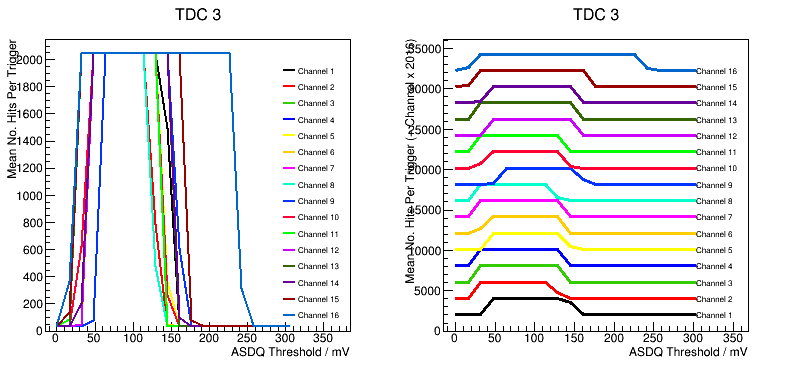 TDC 3
Mean No. Hits Per Trigger
2000
1800
1600
1400
1200
1000
800
600
400
200
0
Channel 1
Channel 2
Channel 3
Channel 4
Channel 5
Channel 6
Channel 7
Channel 8
Channel 9
Channel 10
Channel 11
Channel 12
Channel 13
Channel 14
Channel 15
Channel 16
0 50 100 150 200 250 300 350
ASDQ Threshold / mV
TDC 3
35000
30000
25000
20000
15000
10000
5000
0
Channel 16
Channel 15
Channel 14
Channel 13
Channel 12
Channel 11
Channel 10
Channel 9
Channel 8
Channel 7
Channel 6
Channel 5
Channel 4
Channel 3
Channel 2
Channel 1
Mean No. Hits Per Trigger (+ Channel x
0 50 100 150 200 250 300 350
ASDQ Threshold / mV